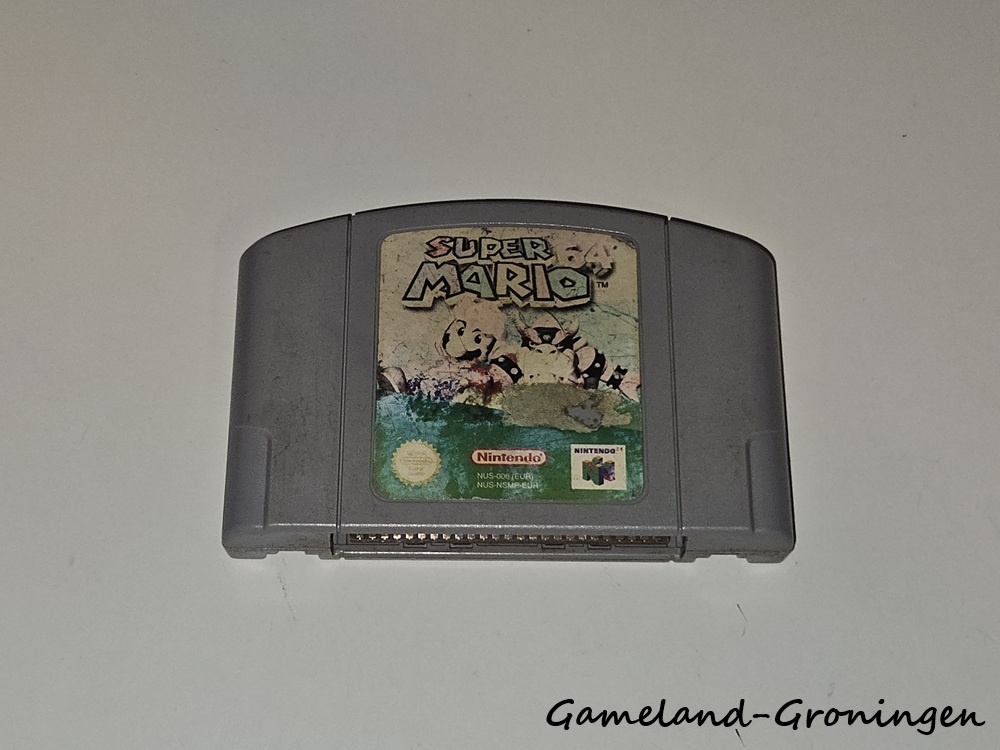 SUPER
MARIO 64
TM
Nintendo
NUS-006 (EUR)
NUS-NSMP-EUR
NINTENDO 64
Gameland-Groningen